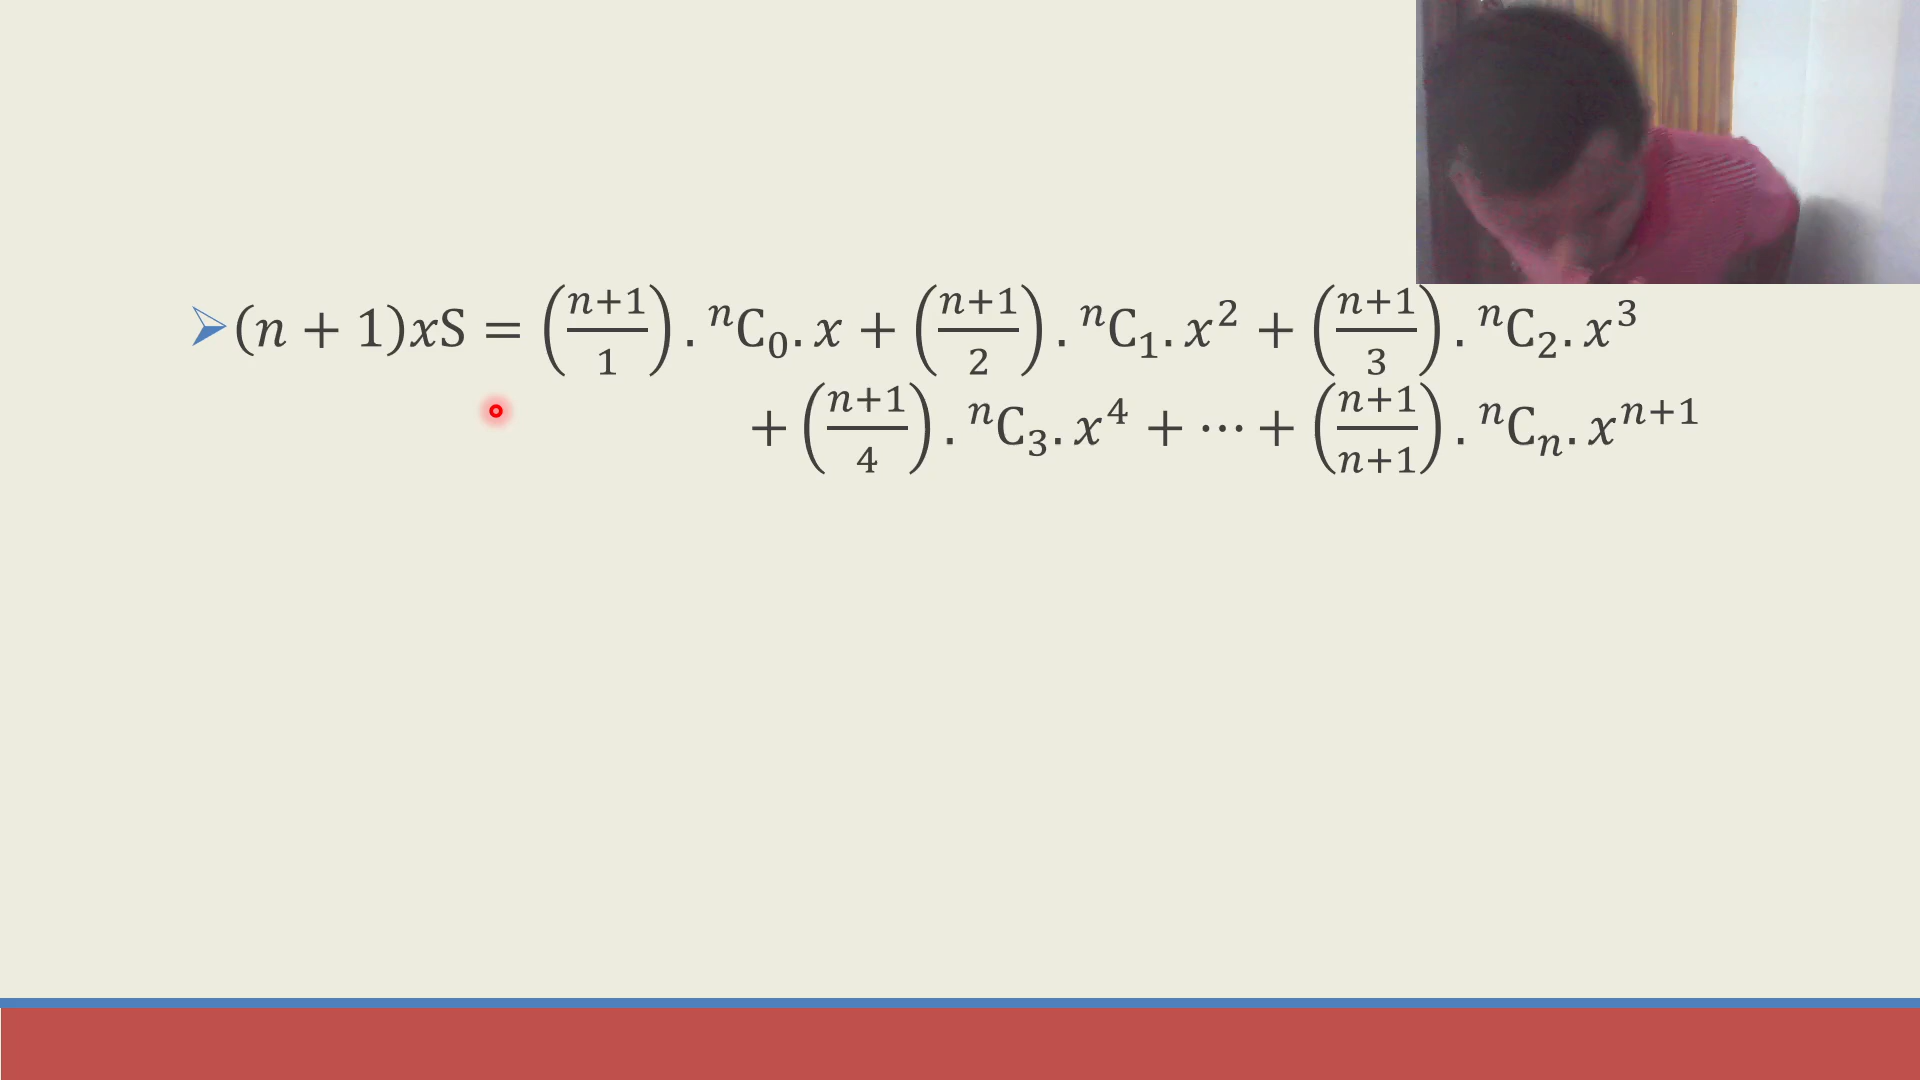 ➢(n + 1)xS = ((n+1)/1) . ⁿC₀. x + ((n+1)/2) . ⁿC₁. x² + ((n+1)/3) . ⁿC₂. x³
+ ((n+1)/4) . ⁿC₃. x⁴ + ⋯ + ((n+1)/(n+1)) . ⁿCₙ. xⁿ⁺¹